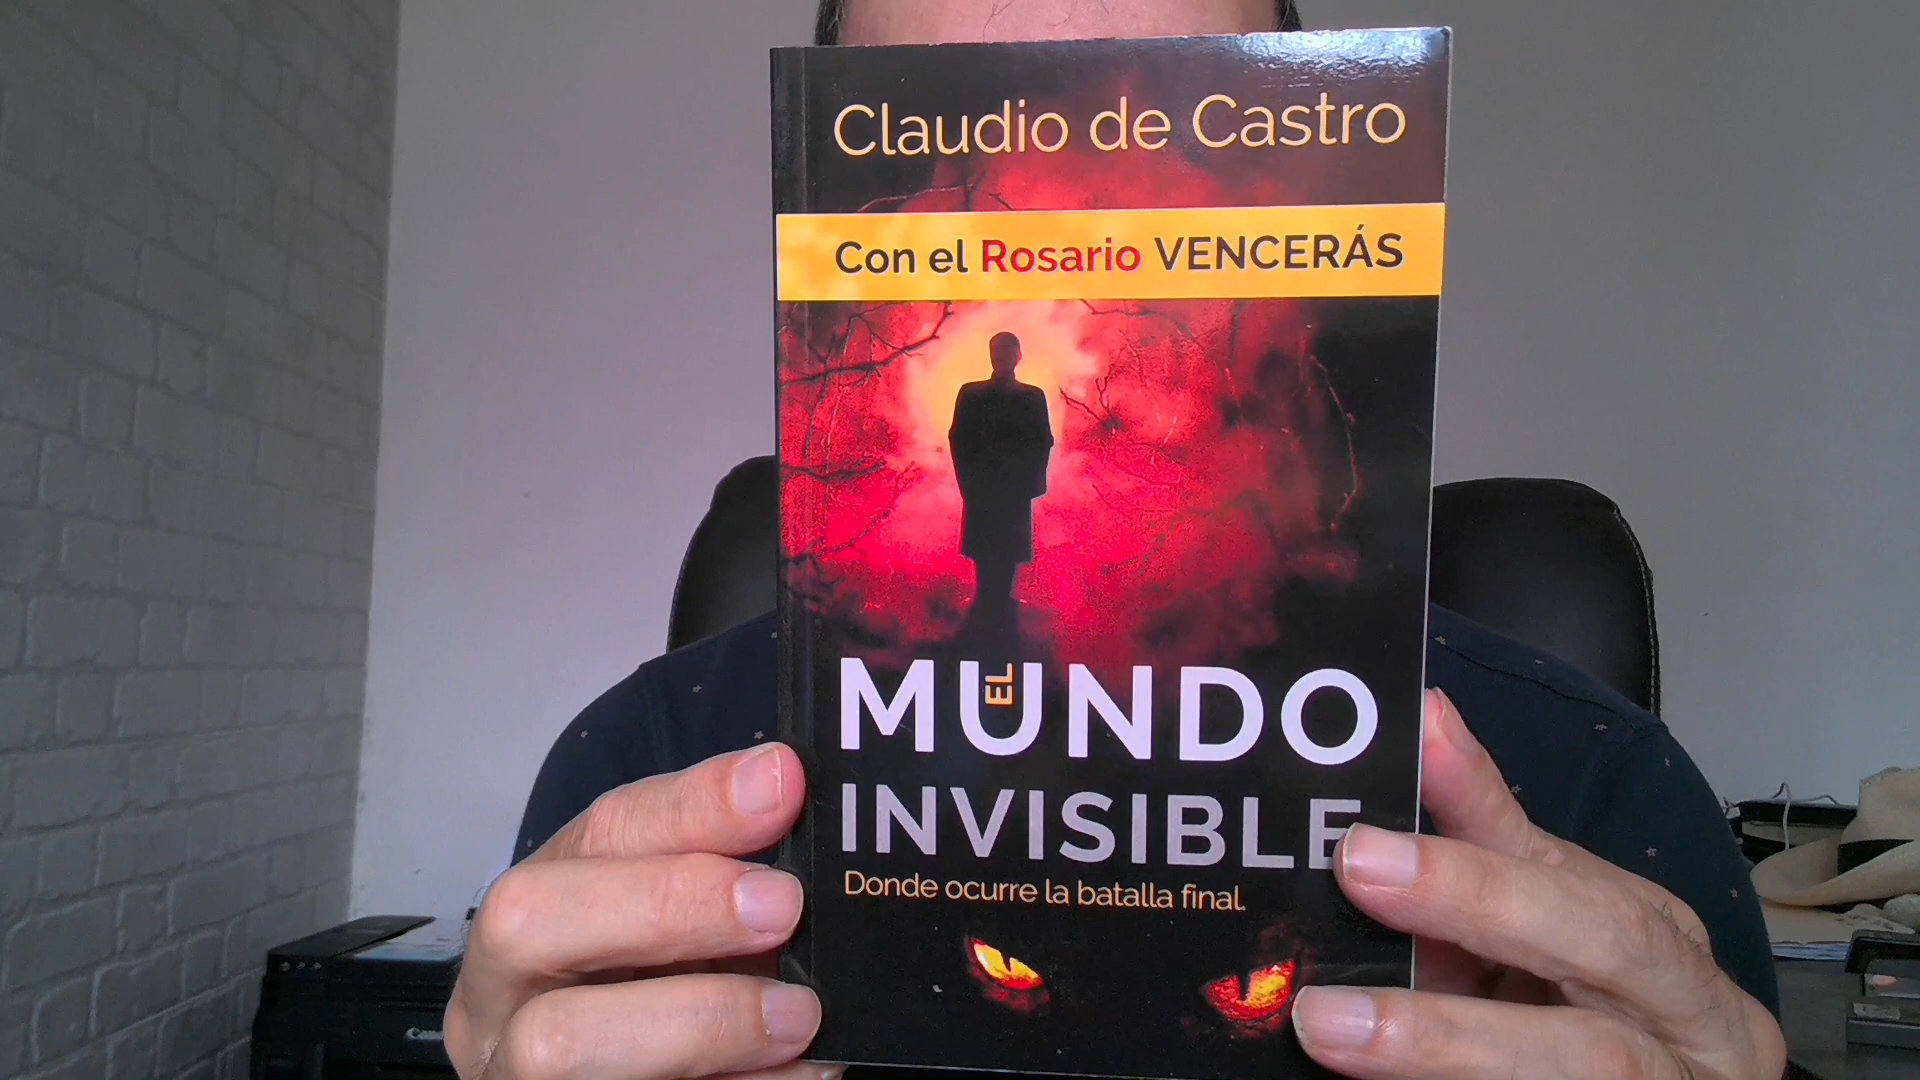 Claudio de Castro
Con el Rosario VENCERÁS
EL
MUNDO
INVISIBLE
Donde ocurre la batalla final.